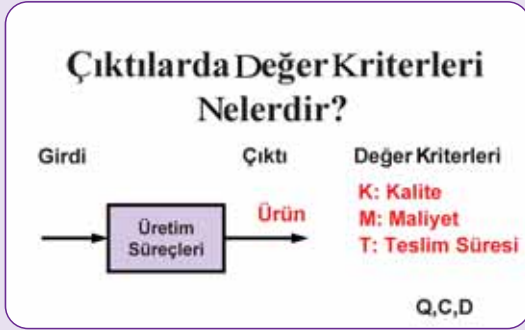 Çıktılarda Değer Kriterleri
Nelerdir?
Girdi
Çıktı
Değer Kriterleri
Ürün
Üretim
Süreçleri
K: Kalite
M: Maliyet
T: Teslim Süresi
Q,C,D